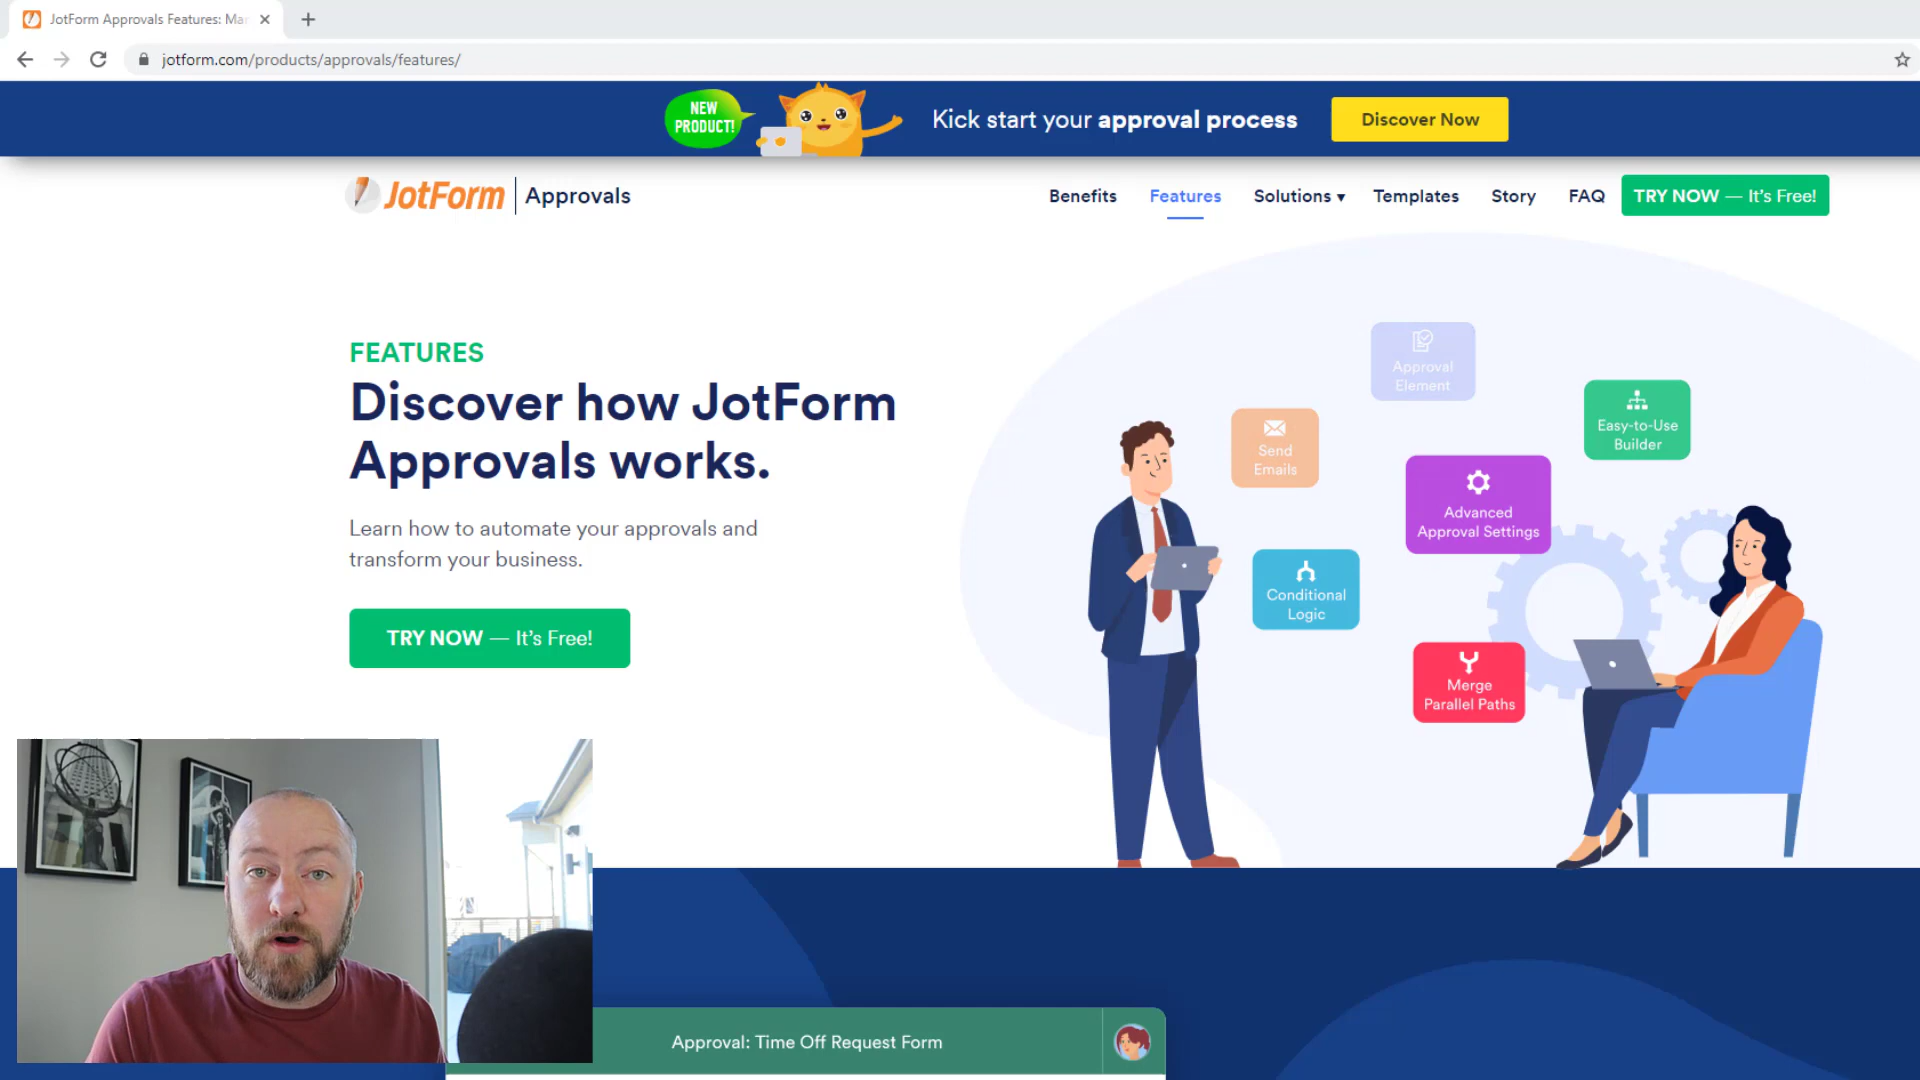 JotForm Approvals Features: Ma
jotform.com/products/approvals/features/
NEW
PRODUCT!
Kick start your approval process
Discover Now
JotForm
Approvals
Benefits
Features
Solutions ▾
Templates
Story
FAQ
TRY NOW — It's Free!
FEATURES
Discover how JotForm
Approvals works.
Learn how to automate your approvals and
transform your business.
TRY NOW — It's Free!
Approval
Element
Send
Emails
Easy-to-Use
Builder
Advanced
Approval Settings
Conditional
Logic
Merge
Parallel Paths
Approval: Time Off Request Form